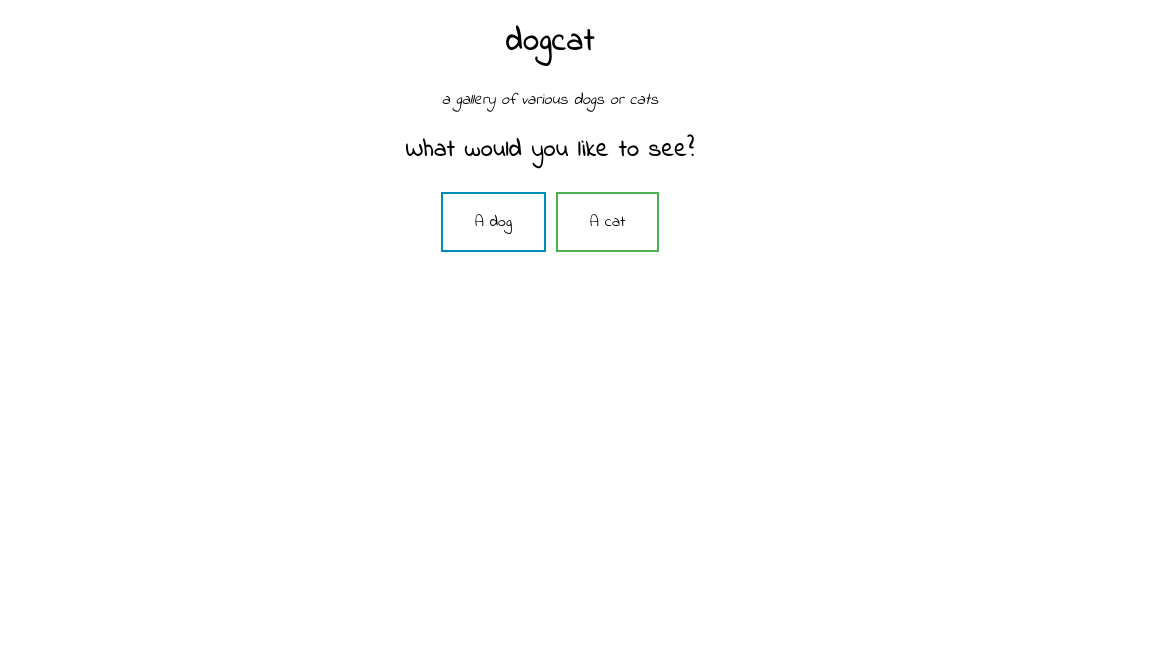 dogcat
a gallery of various dogs or cats
What would you like to see?
A dog A cat